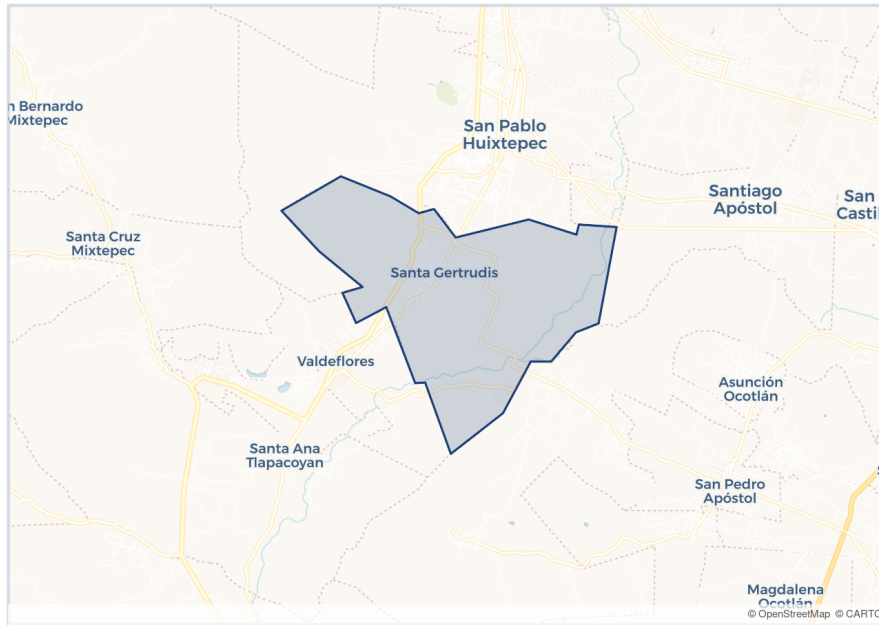 n Bernardo
Mixtepec
San Pablo
Huixtepec
Santiago
Apóstol
San
Castil
Santa Cruz
Mixtepec
Santa Gertrudis
Valdeflores
Asunción
Ocotlán
Santa Ana
Tlapacoyan
San Pedro
Apóstol
Magdalena
Ocotlán
© OpenStreetMap © CARTO